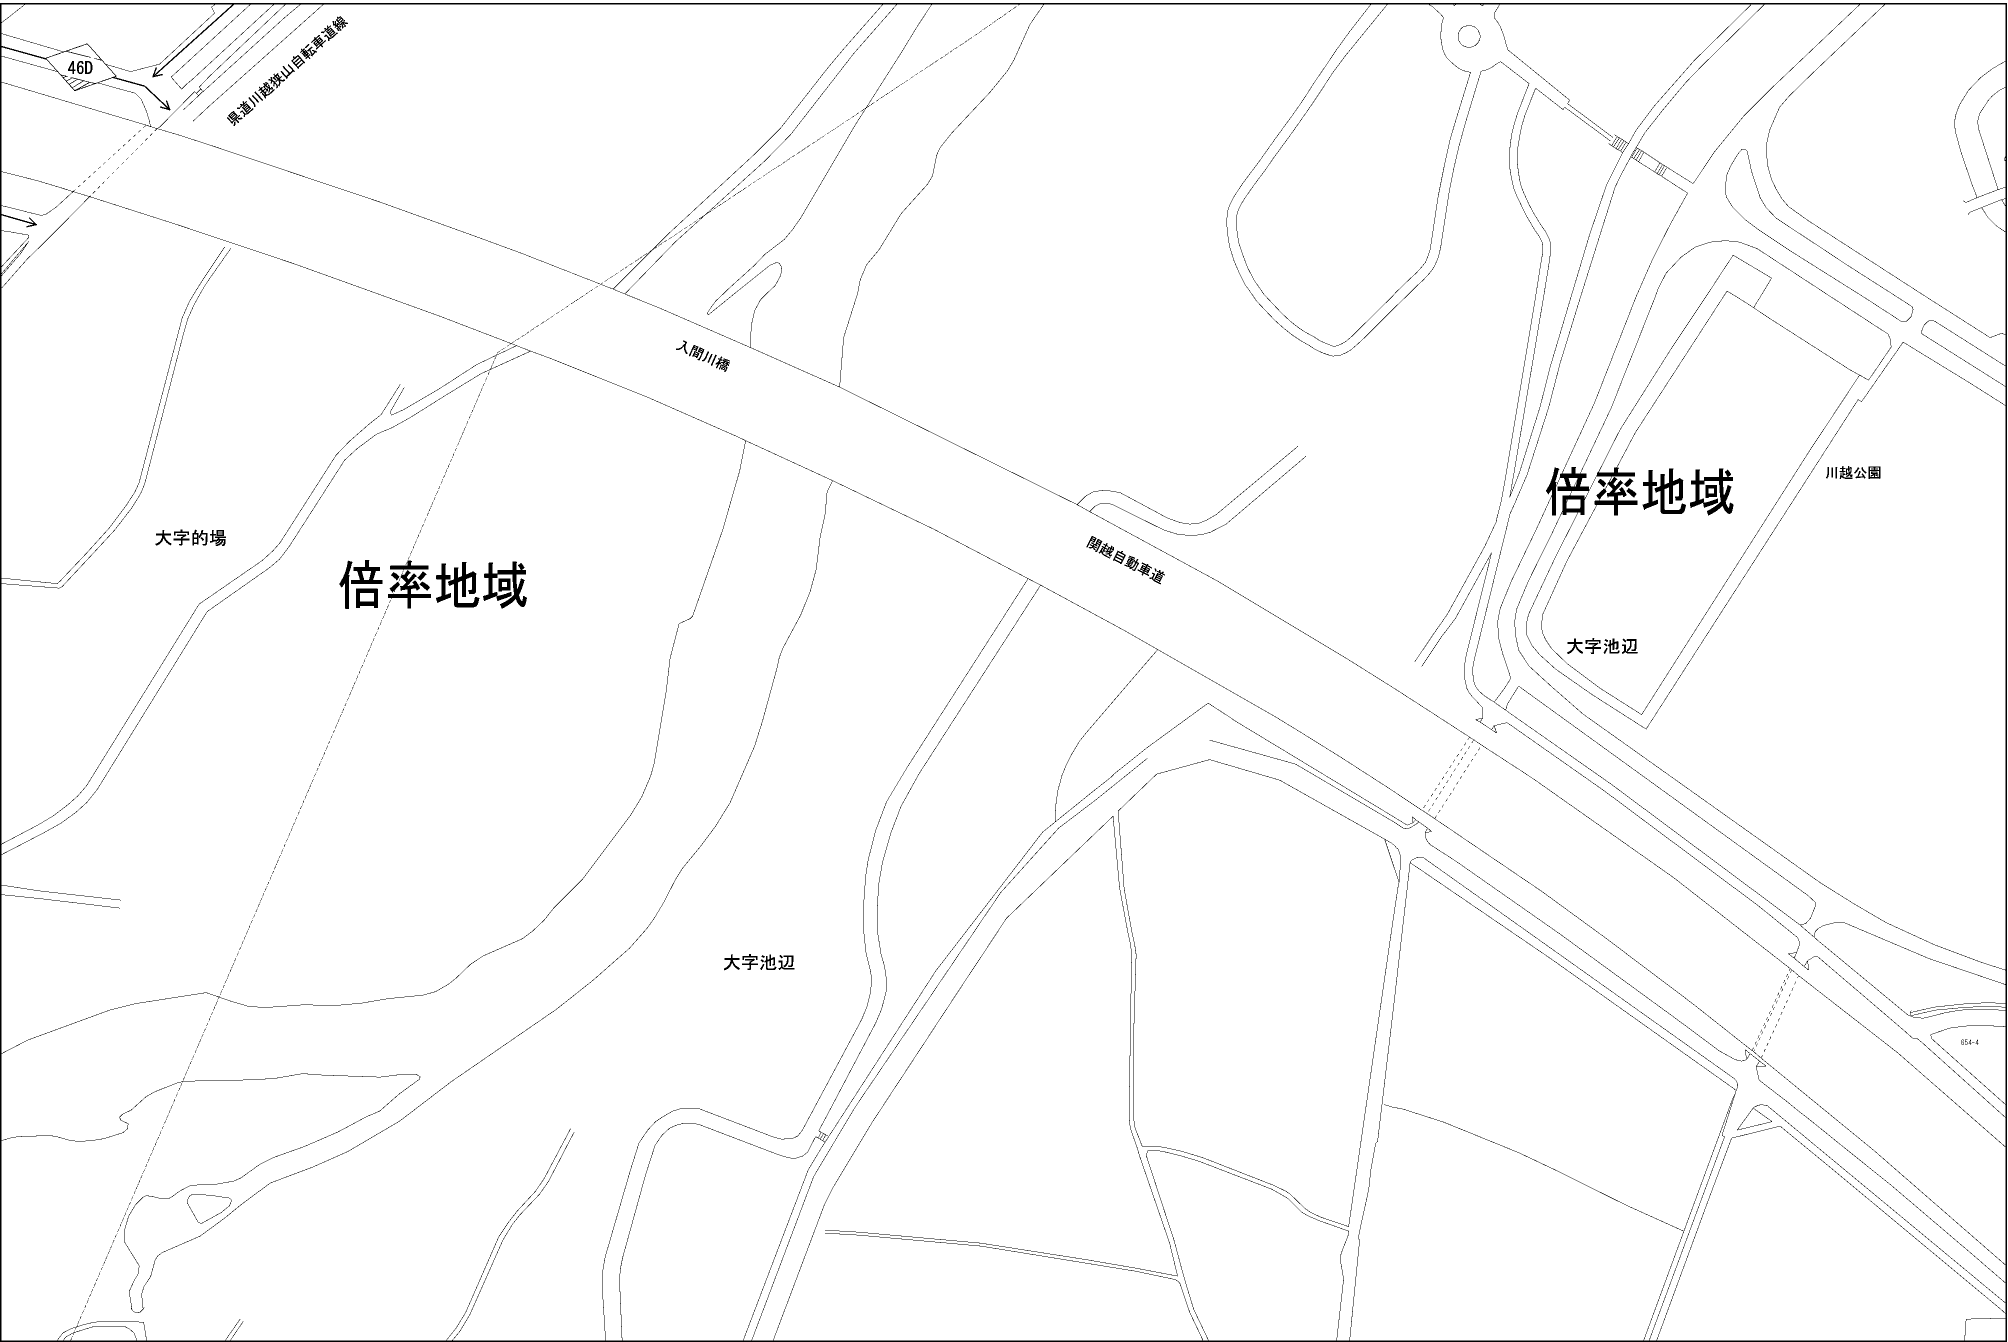 46D
県道川越狭山自転車道線
入間川橋
倍率地域
川越公園
大字的場
関越自動車道
倍率地域
大字池辺
大字池辺
654-4